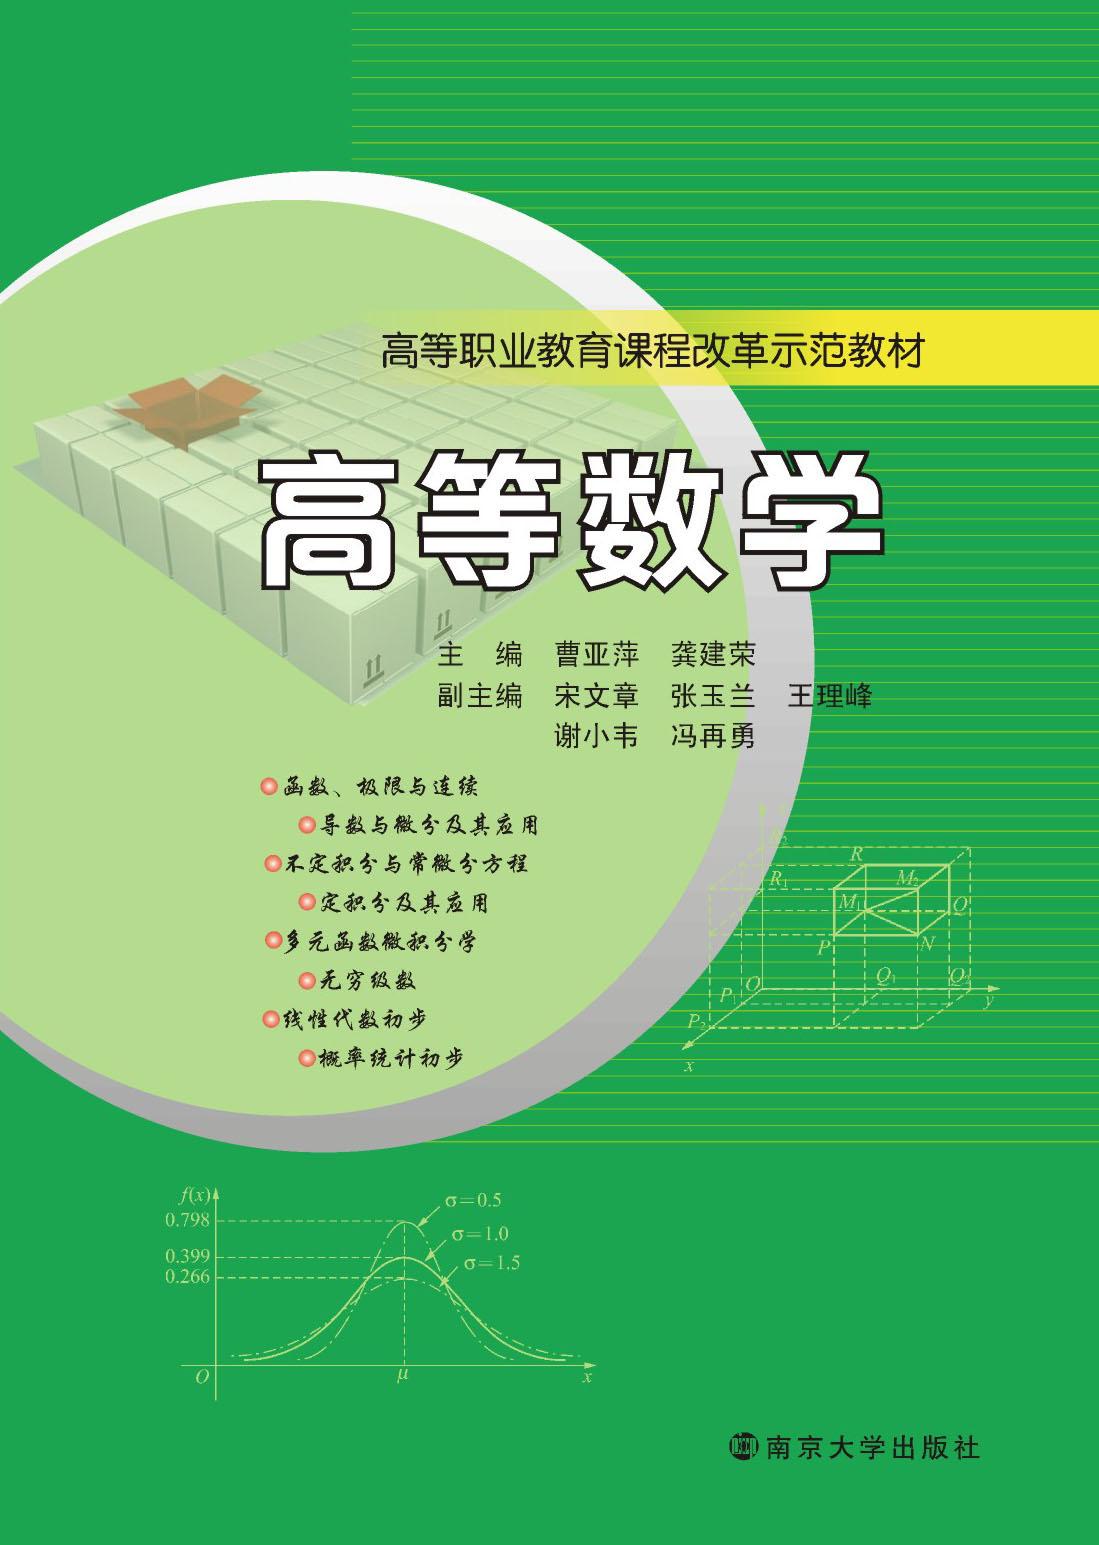 高等职业教育课程改革示范教材
高等数学
主 编 曹亚萍 龚建荣
副主编 宋文章 张玉兰 王理峰
谢小韦 冯再勇
函数、极限与连续
导数与微分及其应用
不定积分与常微分方程
定积分及其应用
多元函数微积分学
无穷级数
线性代数初步
概率统计初步
R
R₁
M₂
M₁
Q
P
N
O
Q₁
Q₂
P₁
y
P₂
x
f(x)
σ=0.5
0.798
σ=1.0
0.399
σ=1.5
0.266
O
μ
x
南京大学出版社